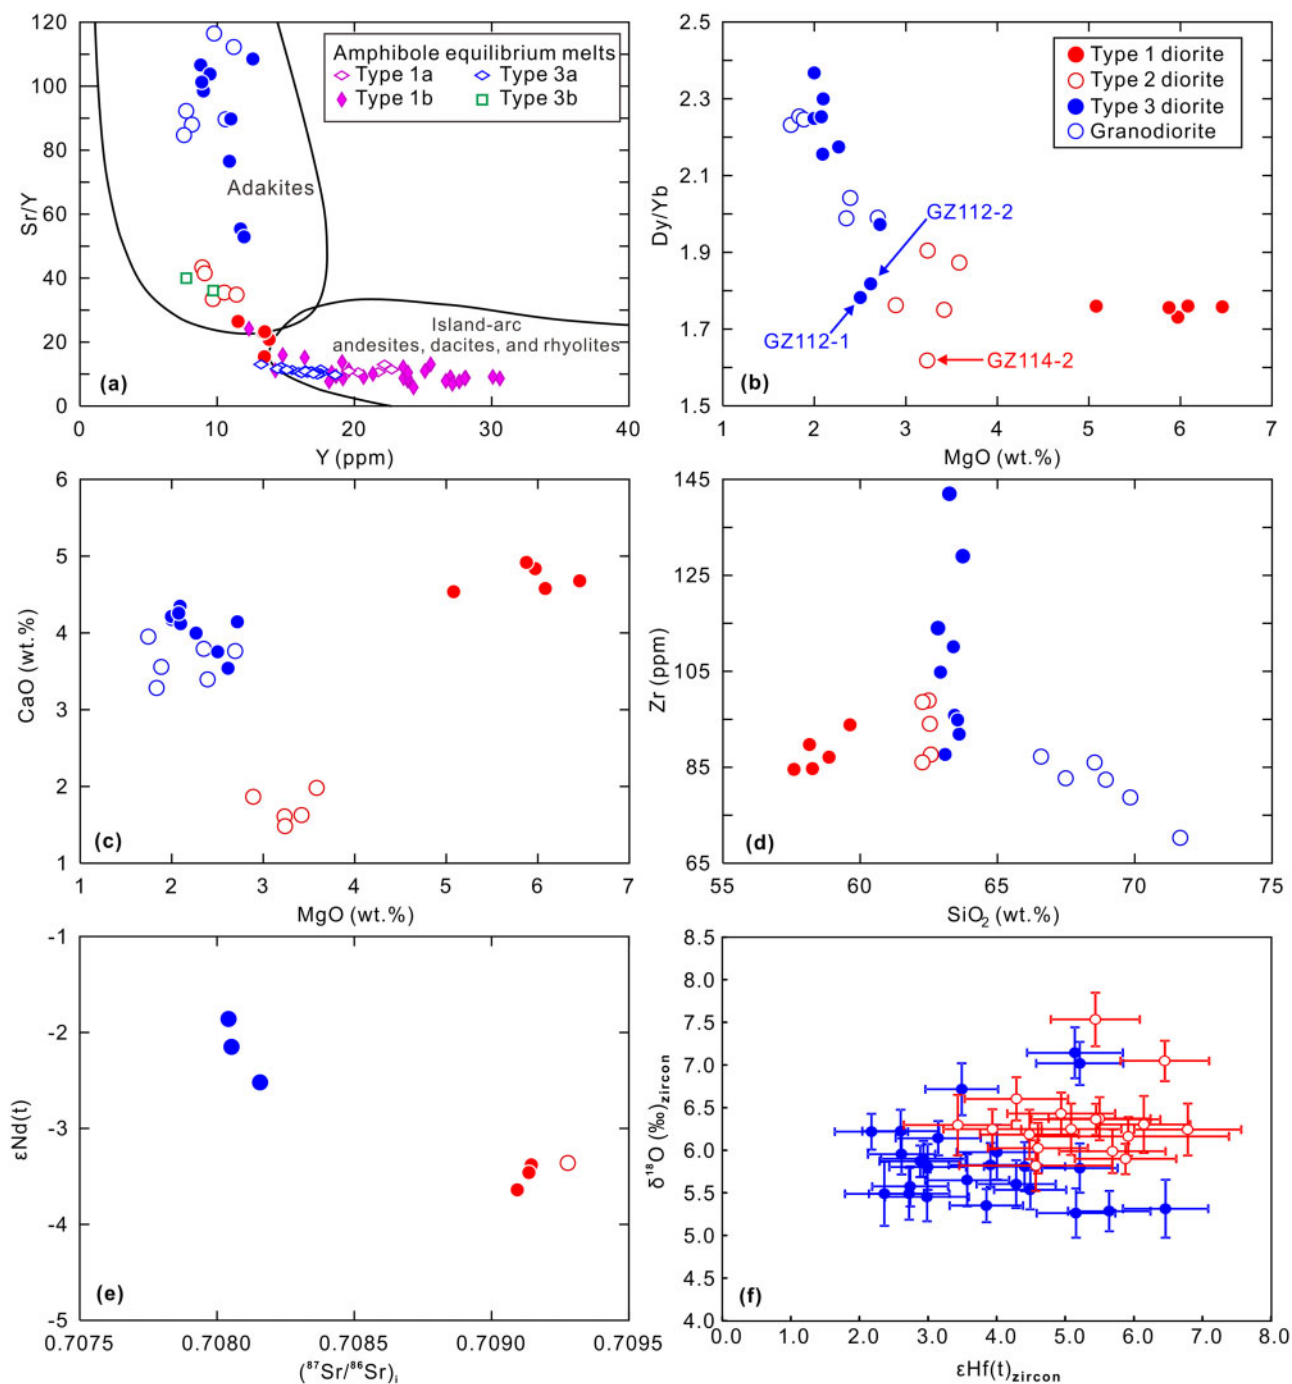 120
100
80
60
40
20
0
Sr/Y
0
10
20
30
40
Y (ppm)
Amphibole equilibrium melts
Type 1a
Type 3a
Type 1b
Type 3b
Adakites
Island-arc
andesites, dacites, and rhyolites
(a)
2.5
2.3
2.1
1.9
1.7
1.5
Dy/Yb
1
2
3
4
5
6
7
MgO (wt.%)
Type 1 diorite
Type 2 diorite
Type 3 diorite
Granodiorite
GZ112-2
GZ112-1
GZ114-2
(b)
6
5
4
3
2
1
CaO (wt.%)
1
2
3
4
5
6
7
MgO (wt.%)
(c)
145
125
105
85
65
Zr (ppm)
55
60
65
70
75
SiO₂ (wt.%)
(d)
-1
-2
-3
-4
-5
εNd(t)
0.7075
0.7080
0.7085
0.7090
0.7095
(⁸⁷Sr/⁸⁶Sr)ᵢ
(e)
8.5
8.0
7.5
7.0
6.5
6.0
5.5
5.0
4.5
4.0
δ¹⁸O (‰)zircon
0.0
1.0
2.0
3.0
4.0
5.0
6.0
7.0
8.0
εHf(t)zircon
(f)